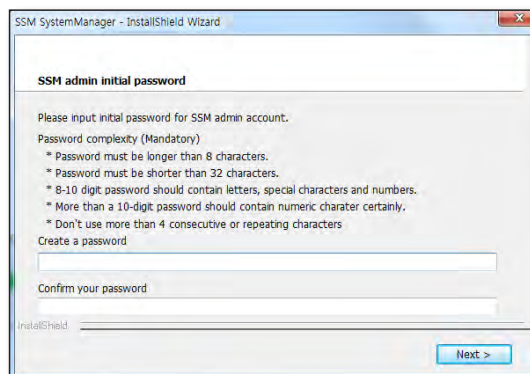 SSM SystemManager - InstallShield Wizard
SSM admin initial password
Please input initial password for SSM admin account.
Password complexity (Mandatory)
* Password must be longer than 8 characters.
* Password must be shorter than 32 characters.
* 8-10 digit password should contain letters, special characters and numbers.
* More than a 10-digit password should contain numeric charater certainly.
* Don't use more than 4 consecutive or repeating characters
Create a password
Confirm your password
InstallShield
Next >